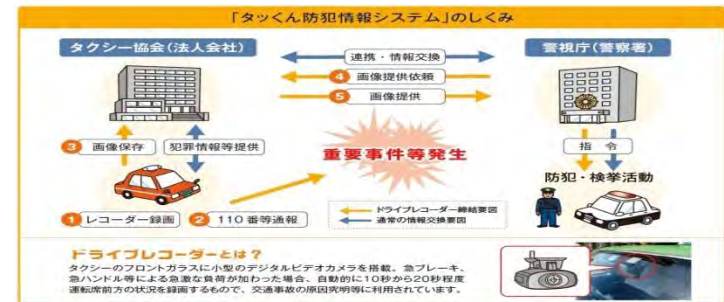 「タッくん防犯情報システム」のしくみ
タクシー協会(法人会社)
連携・情報交換
警視庁(警察署)
4 画像提供依頼
5 画像提供
3 画像保存
犯罪情報等提供
重要事件等発生
指令
防犯・検挙活動
1 レコーダー録画
2 110番等通報
ドライブレコーダー締結要図
通常の情報交換要図
ドライブレコーダーとは?
タクシーのフロントガラスに小型のデジタルビデオカメラを搭載。急ブレーキ、
急ハンドル等による急激な負荷が加わった場合、自動的に10秒から20秒程度
運転席前方の状況を録画するもので、交通事故の原因究明等に利用されています。